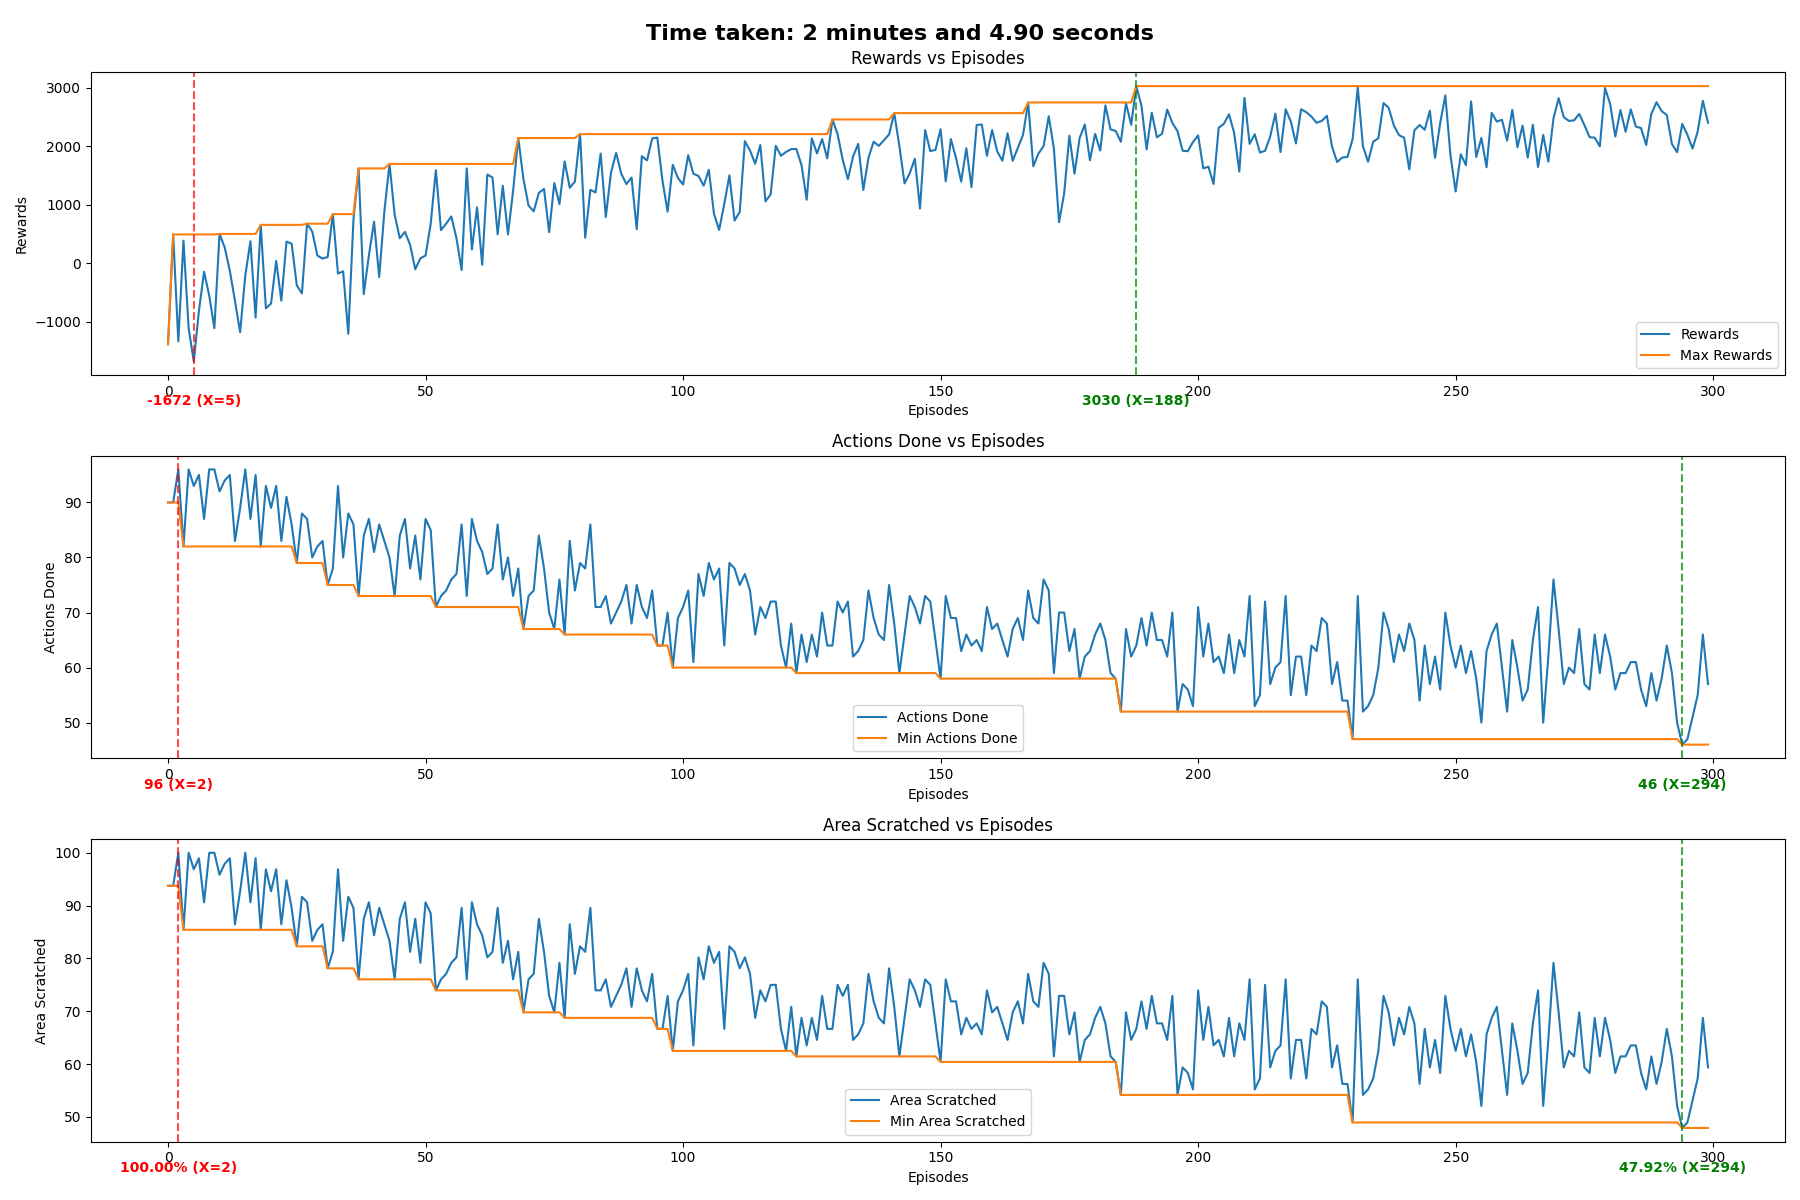 Time taken: 2 minutes and 4.90 seconds
Rewards vs Episodes
3000
2000
1000
0
−1000
Rewards
Rewards
Max Rewards
0 50 100 150 200 250 300
-1672 (X=5) 3030 (X=188)
Episodes
Actions Done vs Episodes
90
80
70
60
50
Actions Done
Actions Done
Min Actions Done
0 50 100 150 200 250 300
96 (X=2) 46 (X=294)
Episodes
Area Scratched vs Episodes
100
90
80
70
60
50
Area Scratched
Area Scratched
Min Area Scratched
0 50 100 150 200 250 300
100.00% (X=2) 47.92% (X=294)
Episodes